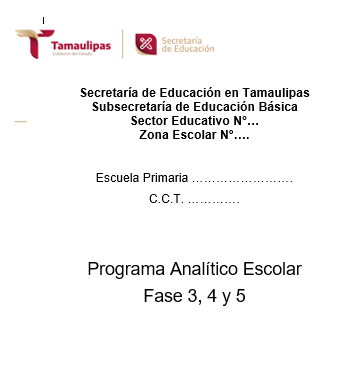 Tamaulipas
Gobierno del Estado
Secretaría
de Educación
Secretaría de Educación en Tamaulipas
Subsecretaría de Educación Básica
Sector Educativo N°...
Zona Escolar N°....
Escuela Primaria …………………….
C.C.T. ………….
Programa Analítico Escolar
Fase 3, 4 y 5